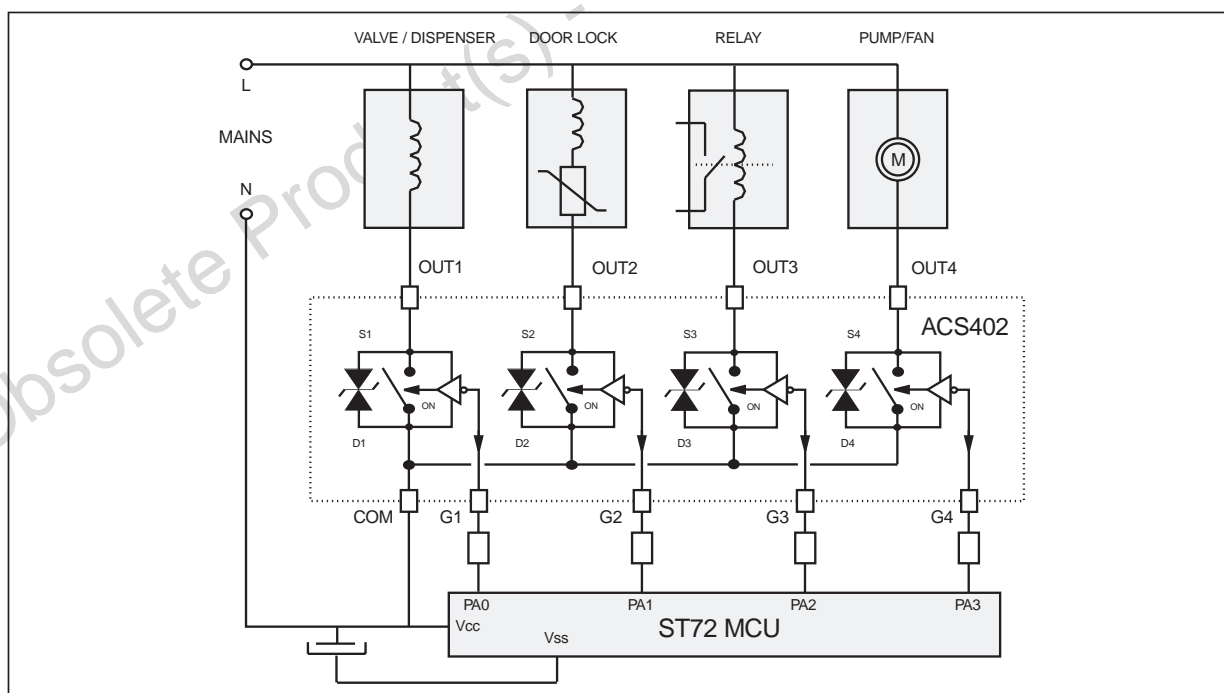 VALVE / DISPENSER DOOR LOCK RELAY PUMP/FAN
L
MAINS
N
M
OUT1 OUT2 OUT3 OUT4
ACS402
S1 S2 S3 S4
ON ON ON ON
D1 D2 D3 D4
COM G1 G2 G3 G4
PA0 PA1 PA2 PA3
Vcc
ST72 MCU
Vss
Obsolete Product(s) -